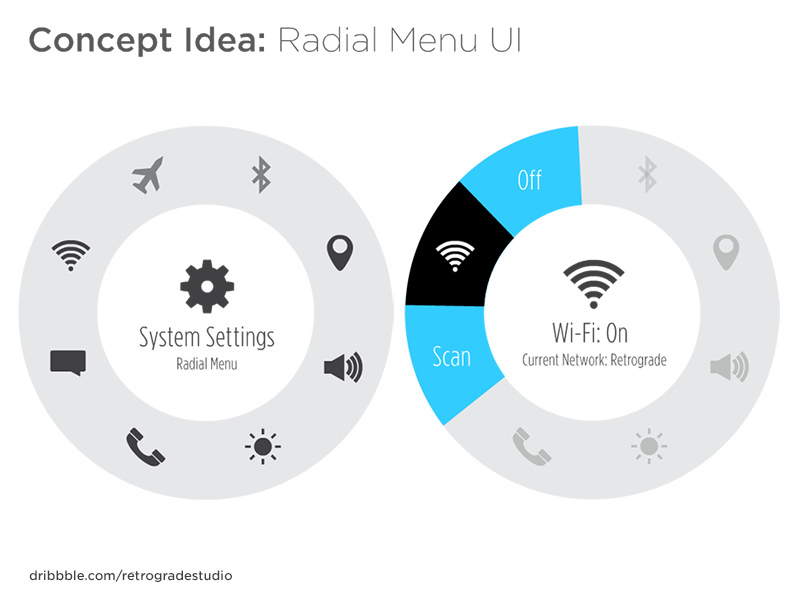 Concept Idea: Radial Menu UI
System Settings
Radial Menu
Off
Scan
Wi-Fi: On
Current Network: Retrograde
dribbble.com/retrogradestudio